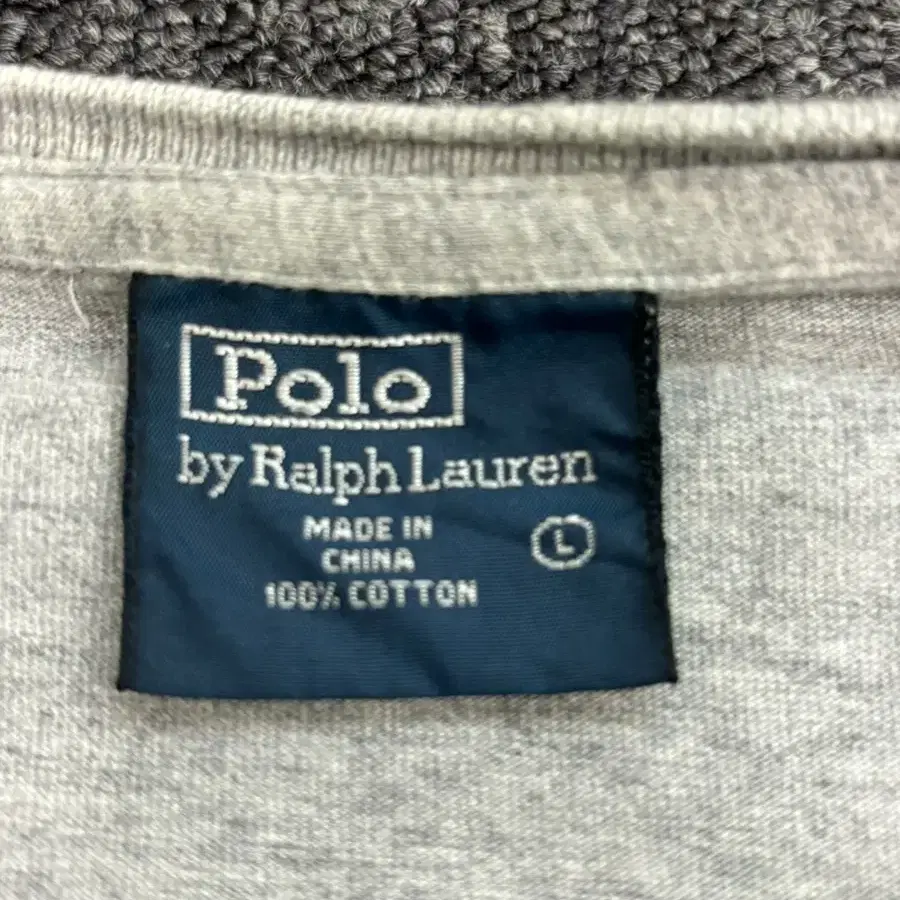 Polo
by Ralph Lauren
MADE IN
CHINA
L
100% COTTON